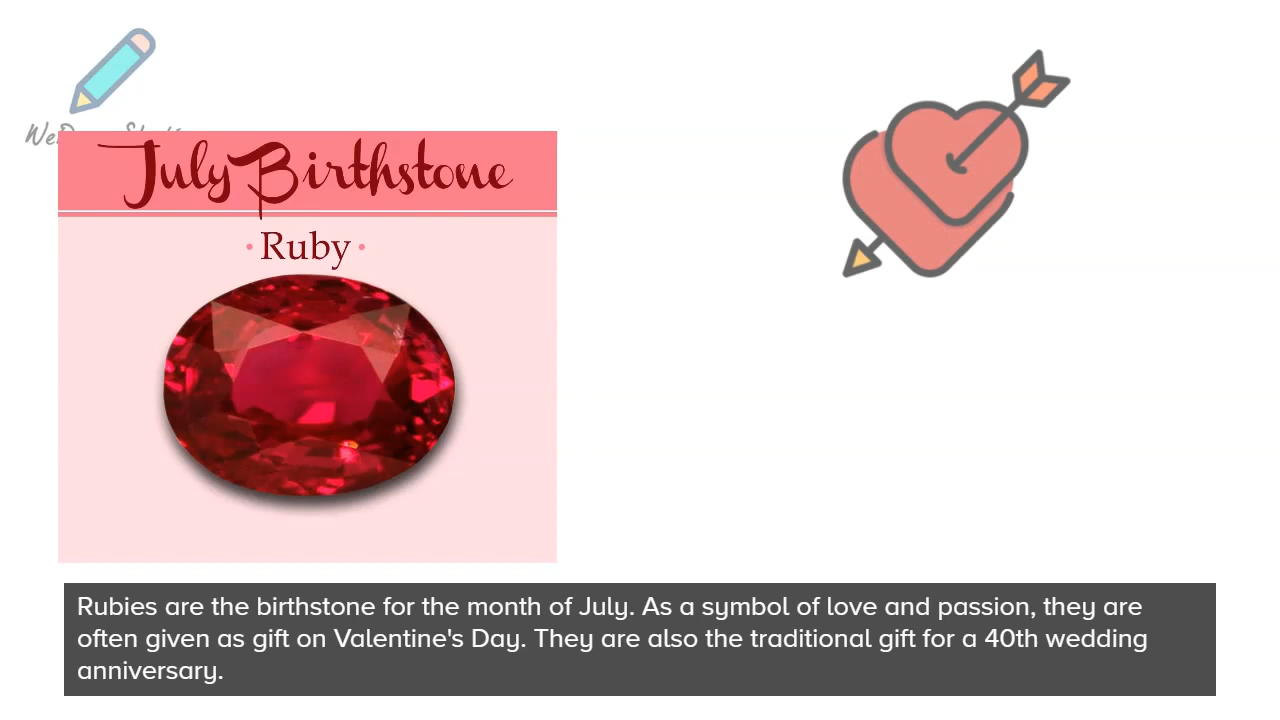 July Birthstone
· Ruby ·
Rubies are the birthstone for the month of July. As a symbol of love and passion, they are
often given as gift on Valentine's Day. They are also the traditional gift for a 40th wedding
anniversary.